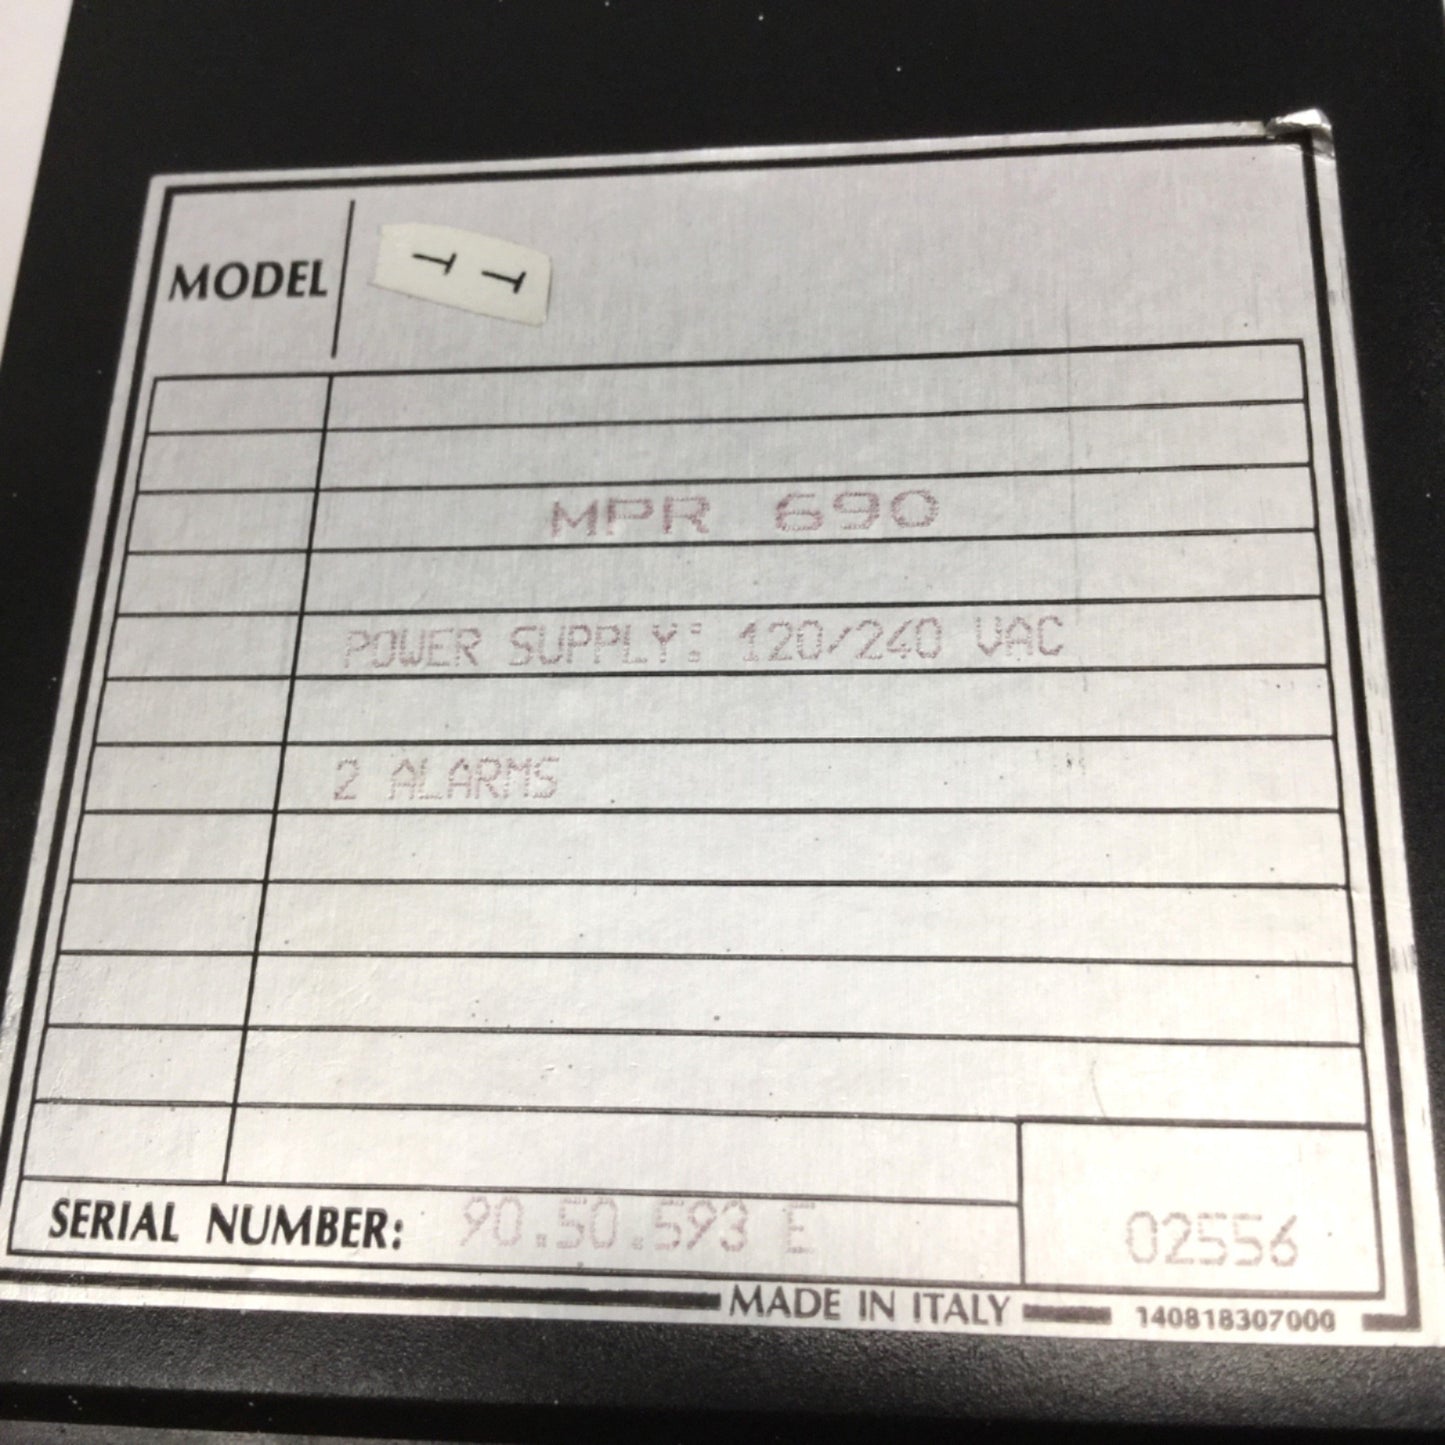 MODEL
T T
MPR 690
POWER SUPPLY: 120/240 VAC
2 ALARMS
SERIAL NUMBER: 90.50.593 E
02556
MADE IN ITALY
140818307000